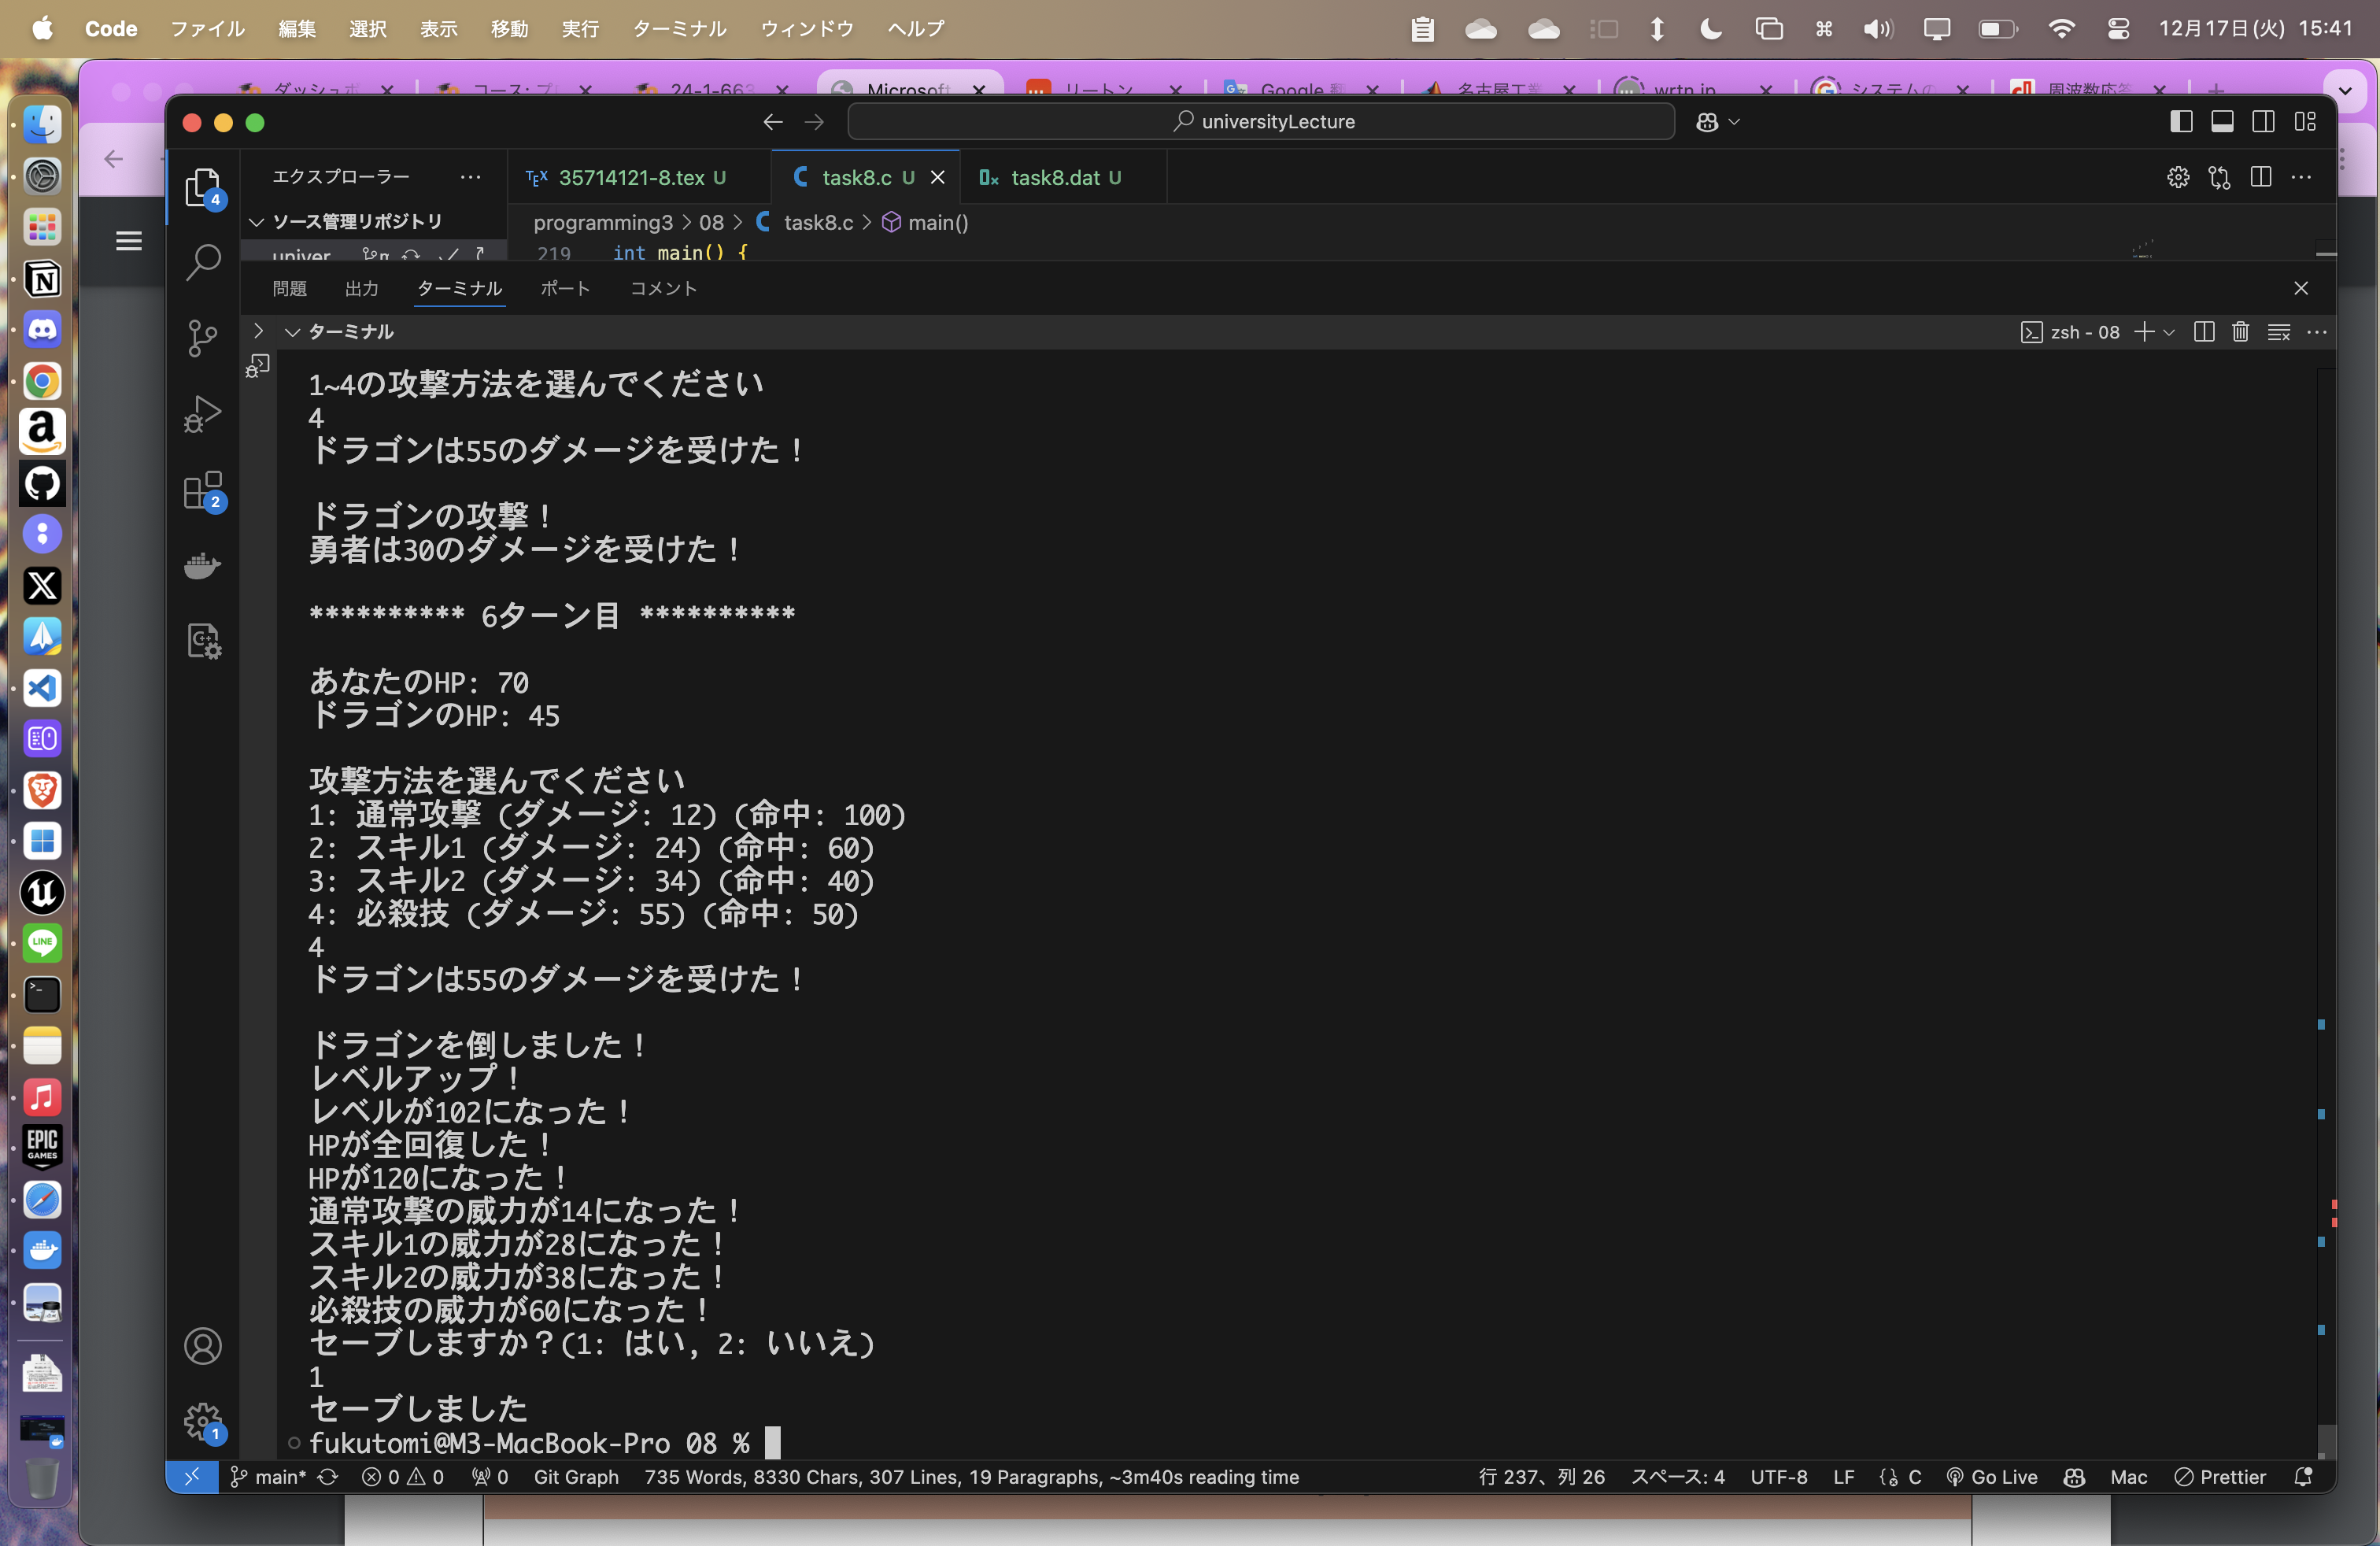 Code ファイル 編集 選択 表示 移動 実行 ターミナル ウィンドウ ヘルプ 12月17日(火) 15:41
ダッシュボ コース: プ 24-1-663 Microsoft リートン Google 翻 名古屋工業 wrtn.jp システムの 周波数応答
universityLecture
エクスプローラー
35714121-8.tex U
task8.c U
task8.dat U
ソース管理リポジトリ
programming3 > 08 > C task8.c > main()
univer
219 int main() {
問題 出力 ターミナル ポート コメント
ターミナル
zsh - 08
1~4の攻撃方法を選んでください
4
ドラゴンは55のダメージを受けた！
ドラゴンの攻撃！
勇者は30のダメージを受けた！
********** 6ターン目 **********
あなたのHP: 70
ドラゴンのHP: 45
攻撃方法を選んでください
1: 通常攻撃 (ダメージ: 12) (命中: 100)
2: スキル1 (ダメージ: 24) (命中: 60)
3: スキル2 (ダメージ: 34) (命中: 40)
4: 必殺技 (ダメージ: 55) (命中: 50)
4
ドラゴンは55のダメージを受けた！
ドラゴンを倒しました！
レベルアップ！
レベルが102になった！
HPが全回復した！
HPが120になった！
通常攻撃の威力が14になった！
スキル1の威力が28になった！
スキル2の威力が38になった！
必殺技の威力が60になった！
セーブしますか？(1: はい, 2: いいえ)
1
セーブしました
fukutomi@M3-MacBook-Pro 08 %
4
2
1
LINE
EPIC
GAMES
main* 0 0 0 Git Graph 735 Words, 8330 Chars, 307 Lines, 19 Paragraphs, ~3m40s reading time 行 237、列 26 スペース: 4 UTF-8 LF C Go Live Mac Prettier